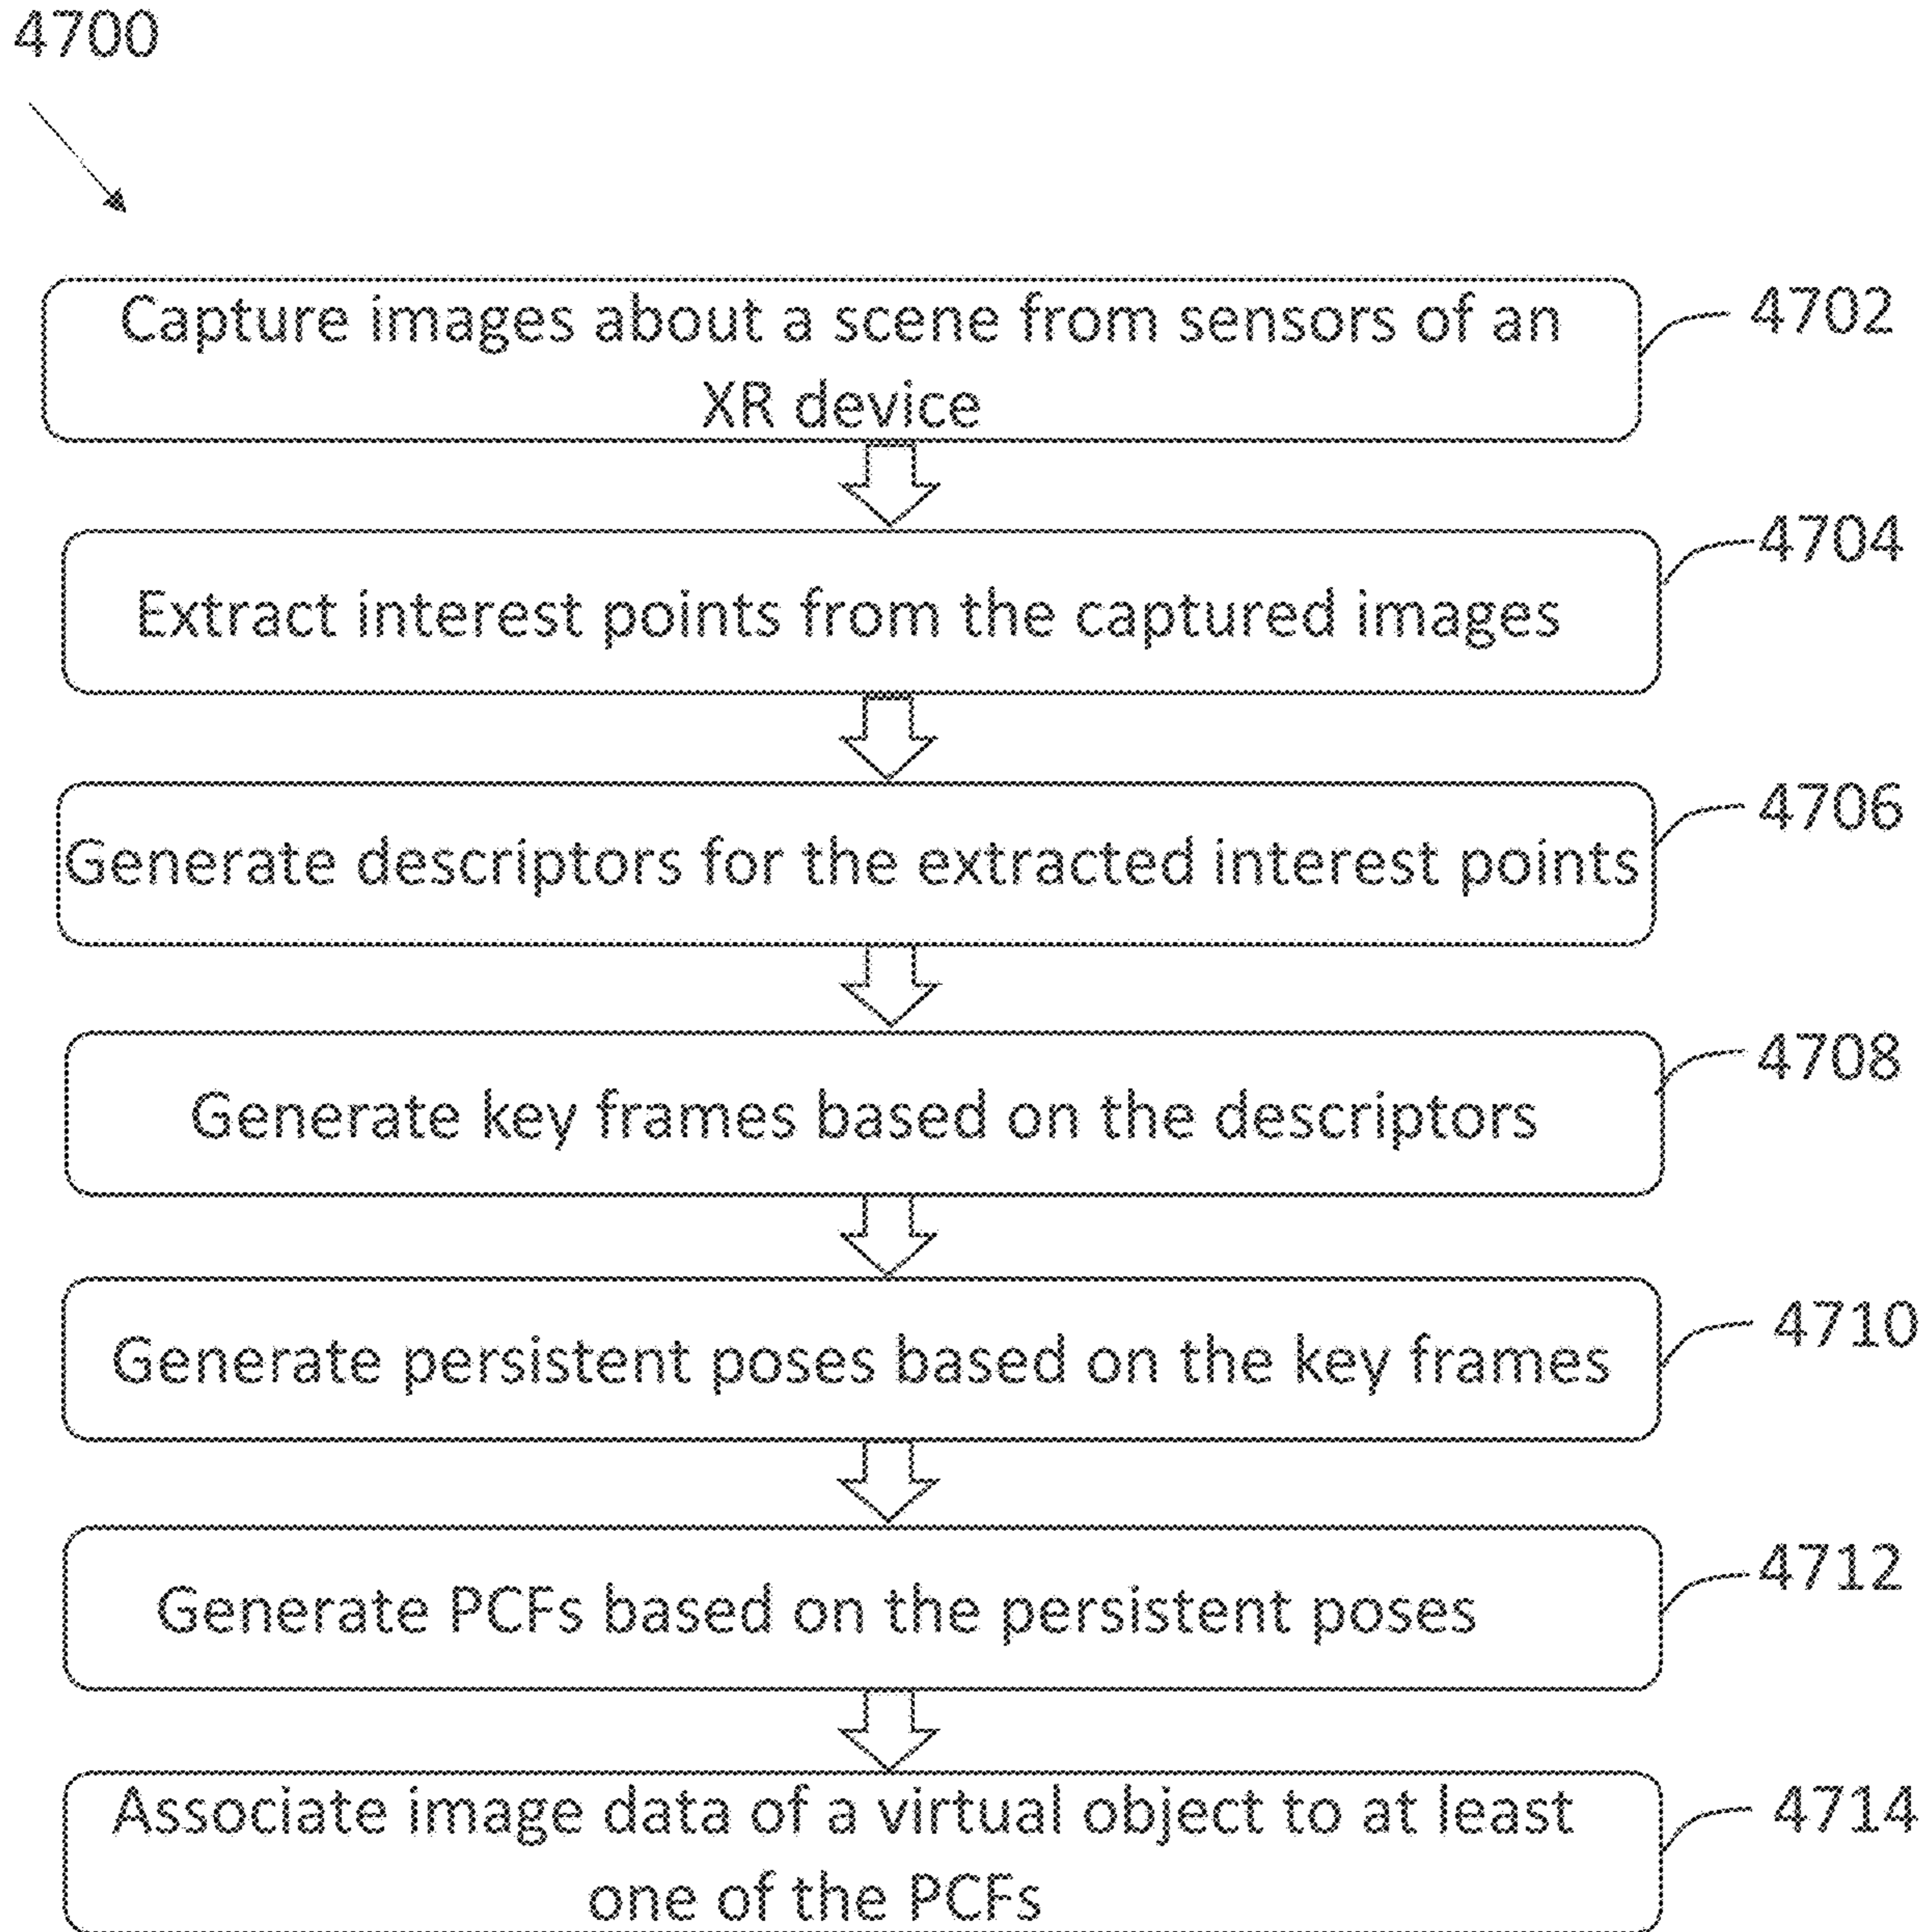 4700
Capture images about a scene from sensors of an
XR device
4702
Extract interest points from the captured images
4704
Generate descriptors for the extracted interest points
4706
Generate key frames based on the descriptors
4708
Generate persistent poses based on the key frames
4710
Generate PCFs based on the persistent poses
4712
Associate image data of a virtual object to at least
one of the PCFs
4714